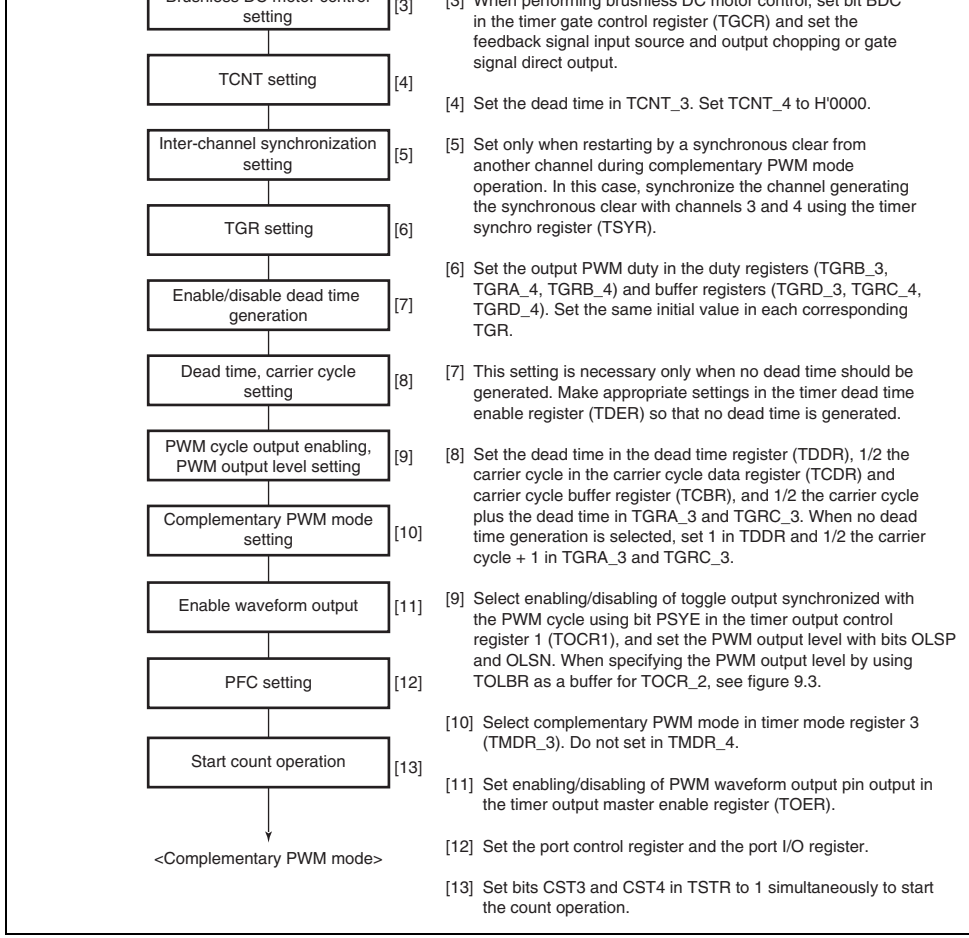 Brushless DC motor control
setting
[3]
TCNT setting
[4]
Inter-channel synchronization
setting
[5]
TGR setting
[6]
Enable/disable dead time
generation
[7]
Dead time, carrier cycle
setting
[8]
PWM cycle output enabling,
PWM output level setting
[9]
Complementary PWM mode
setting
[10]
Enable waveform output
[11]
PFC setting
[12]
Start count operation
[13]
<Complementary PWM mode>
[3] When performing brushless DC motor control, set bit BDC
in the timer gate control register (TGCR) and set the
feedback signal input source and output chopping or gate
signal direct output.
[4] Set the dead time in TCNT_3. Set TCNT_4 to H'0000.
[5] Set only when restarting by a synchronous clear from
another channel during complementary PWM mode
operation. In this case, synchronize the channel generating
the synchronous clear with channels 3 and 4 using the timer
synchro register (TSYR).
[6] Set the output PWM duty in the duty registers (TGRB_3,
TGRA_4, TGRB_4) and buffer registers (TGRD_3, TGRC_4,
TGRD_4). Set the same initial value in each corresponding
TGR.
[7] This setting is necessary only when no dead time should be
generated. Make appropriate settings in the timer dead time
enable register (TDER) so that no dead time is generated.
[8] Set the dead time in the dead time register (TDDR), 1/2 the
carrier cycle in the carrier cycle data register (TCDR) and
carrier cycle buffer register (TCBR), and 1/2 the carrier cycle
plus the dead time in TGRA_3 and TGRC_3. When no dead
time generation is selected, set 1 in TDDR and 1/2 the carrier
cycle + 1 in TGRA_3 and TGRC_3.
[9] Select enabling/disabling of toggle output synchronized with
the PWM cycle using bit PSYE in the timer output control
register 1 (TOCR1), and set the PWM output level with bits OLSP
and OLSN. When specifying the PWM output level by using
TOLBR as a buffer for TOCR_2, see figure 9.3.
[10] Select complementary PWM mode in timer mode register 3
(TMDR_3). Do not set in TMDR_4.
[11] Set enabling/disabling of PWM waveform output pin output in
the timer output master enable register (TOER).
[12] Set the port control register and the port I/O register.
[13] Set bits CST3 and CST4 in TSTR to 1 simultaneously to start
the count operation.